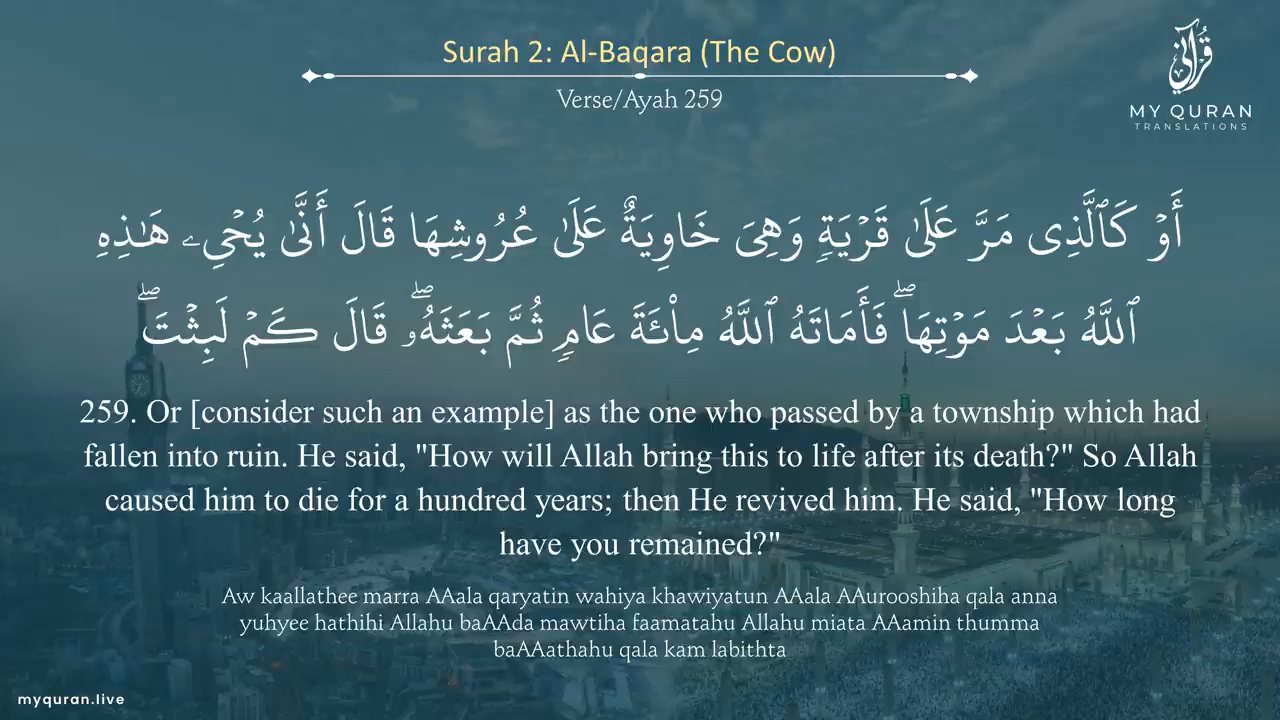 Surah 2: Al-Baqara (The Cow)
Verse/Ayah 259
قرآني
MY QURAN
TRANSLATIONS
أَوۡ كَٱلَّذِى مَرَّ عَلَىٰ قَرۡيَةٖ وَهِىَ خَاوِيَةٌ عَلَىٰ عُرُوشِهَا قَالَ أَنَّىٰ يُحۡيِۦ هَٰذِهِ
ٱللَّهُ بَعۡدَ مَوۡتِهَاۖ فَأَمَاتَهُ ٱللَّهُ مِاْئَةَ عَامٖ ثُمَّ بَعَثَهُۥۖ قَالَ كَمۡ لَبِثۡتَۖ
259. Or [consider such an example] as the one who passed by a township which had
fallen into ruin. He said, "How will Allah bring this to life after its death?" So Allah
caused him to die for a hundred years; then He revived him. He said, "How long
have you remained?"
Aw kaallathee marra AAala qaryatin wahiya khawiyatun AAala AAurooshiha qala anna
yuhyee hathihi Allahu baAAda mawtiha faamatahu Allahu miata AAamin thumma
baAAathahu qala kam labithta
myquran.live